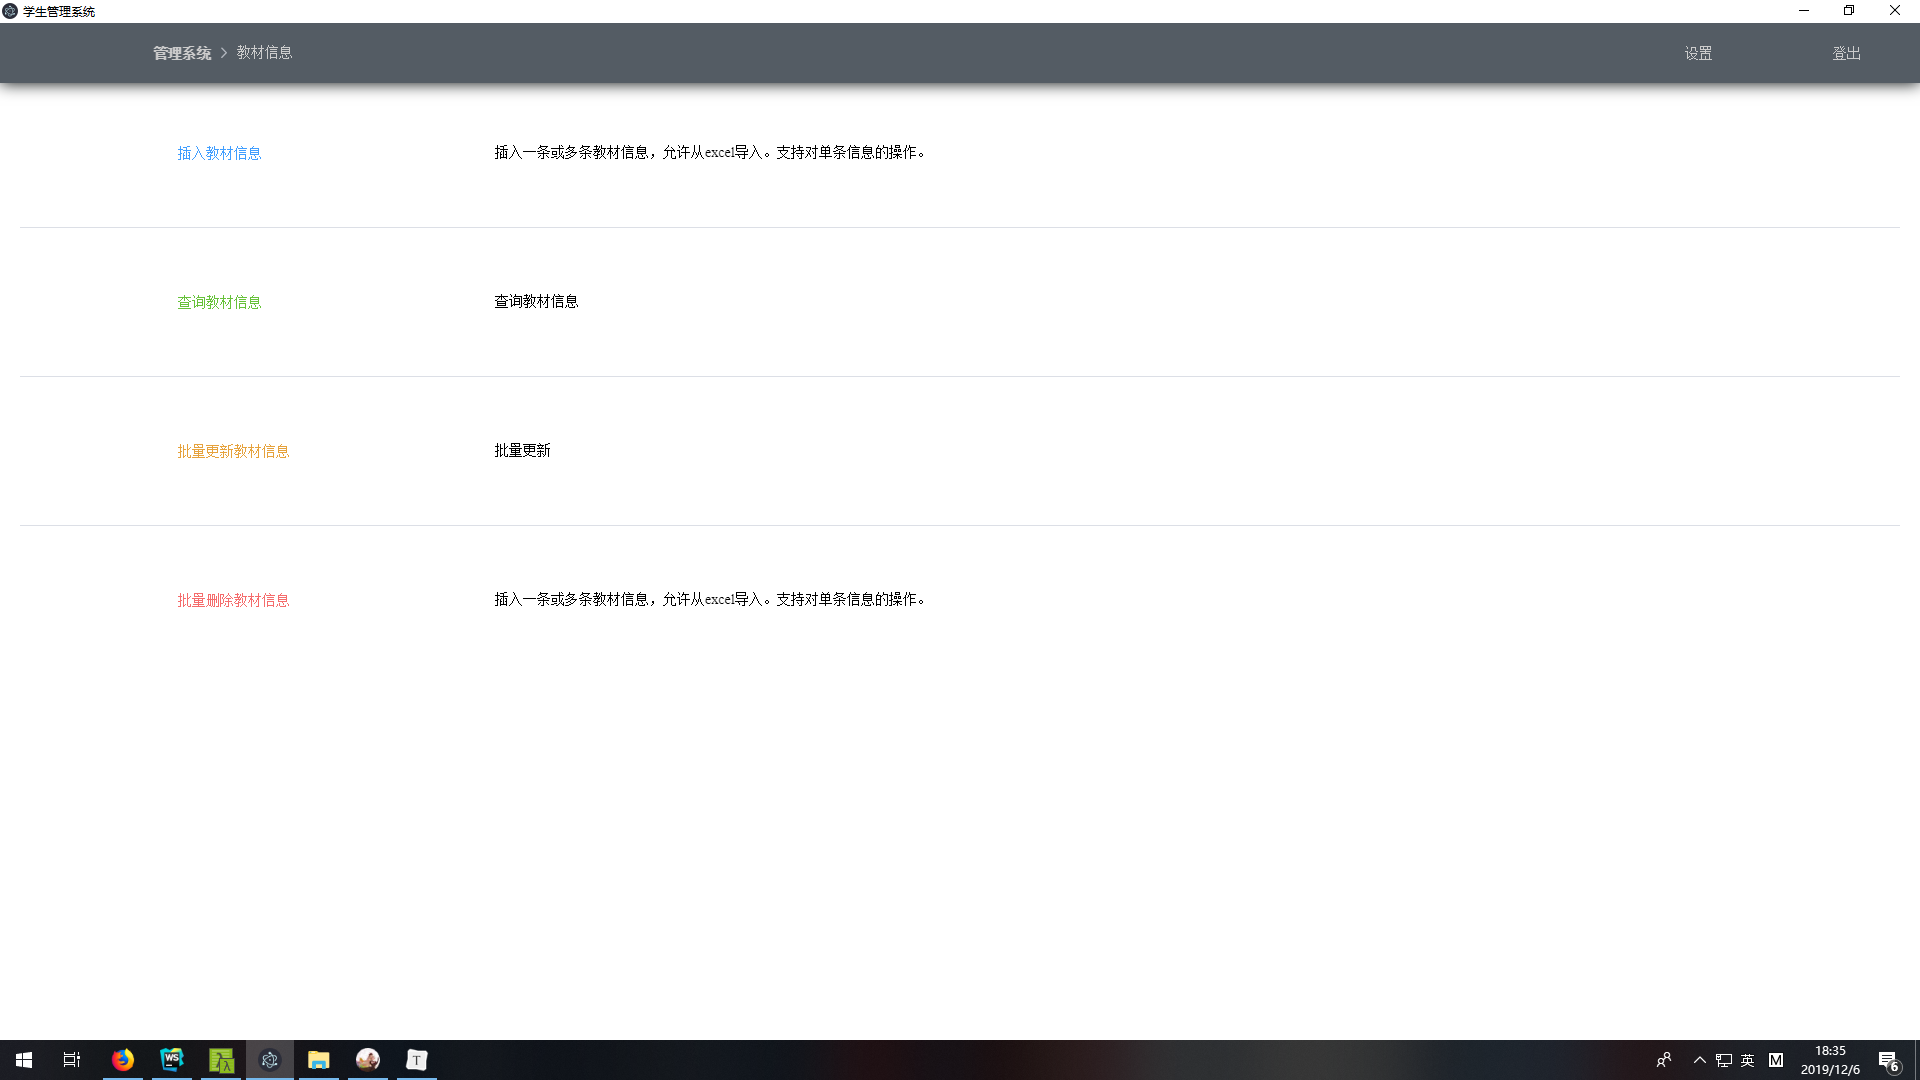 学生管理系统
管理系统 > 教材信息
设置
登出
插入教材信息
插入一条或多条教材信息，允许从excel导入。支持对单条信息的操作。
查询教材信息
查询教材信息
批量更新教材信息
批量更新
批量删除教材信息
插入一条或多条教材信息，允许从excel导入。支持对单条信息的操作。
WS
λ
T
英
M
18:35
2019/12/6
6